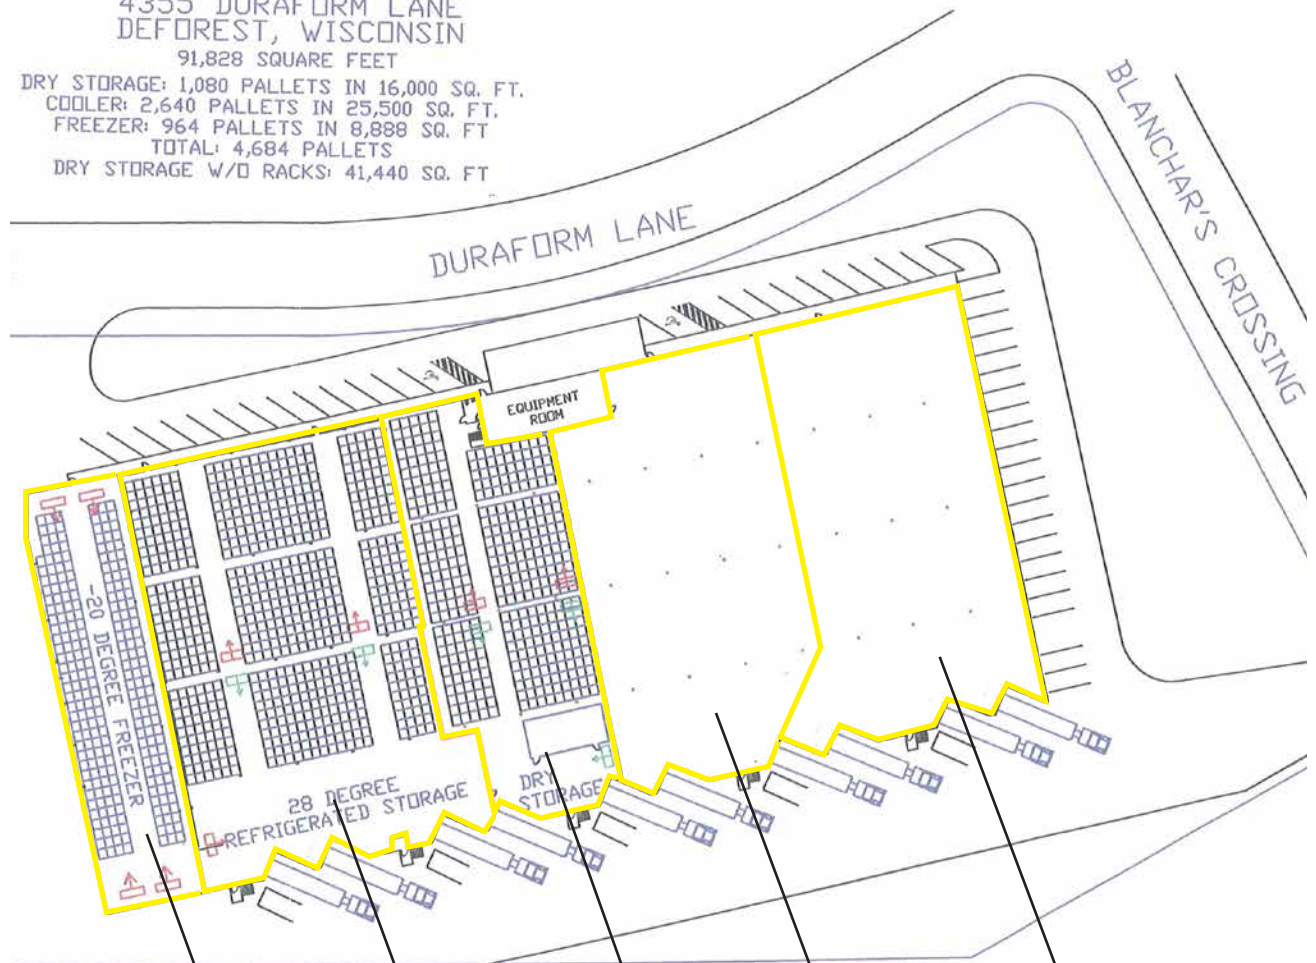 4355 DURAFORM LANE
DEFOREST, WISCONSIN
91,828 SQUARE FEET
DRY STORAGE: 1,080 PALLETS IN 16,000 SQ. FT.
COOLER: 2,640 PALLETS IN 25,500 SQ. FT.
FREEZER: 964 PALLETS IN 8,888 SQ. FT
TOTAL: 4,684 PALLETS
DRY STORAGE W/O RACKS: 41,440 SQ. FT
BLANCHAR'S CROSSING
DURAFORM LANE
EQUIPMENT
ROOM
-20 DEGREE FREEZER
28 DEGREE
REFRIGERATED STORAGE
DRY
STORAGE